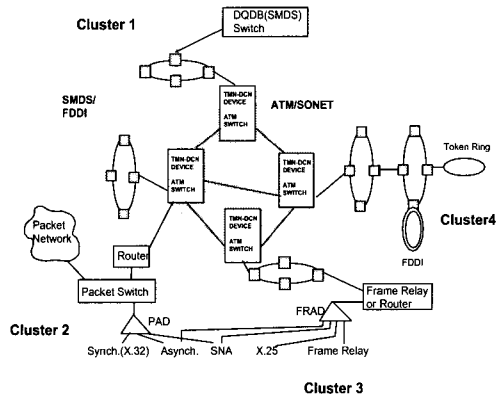 Cluster 1
DQDB(SMDS)
Switch
SMDS/
FDDI
TMN-DCN
DEVICE
ATM
SWITCH
ATM/SONET
TMN-DCN
DEVICE
ATM
SWITCH
TMN-DCN
DEVICE
ATM
SWITCH
Token Ring
TMN-DCN
DEVICE
ATM
SWITCH
Cluster4
Packet
Network
Router
FDDI
Packet Switch
Frame Relay
or Router
Cluster 2
PAD
FRAD
Synch.(X.32)
Asynch.
SNA
X.25
Frame Relay
Cluster 3